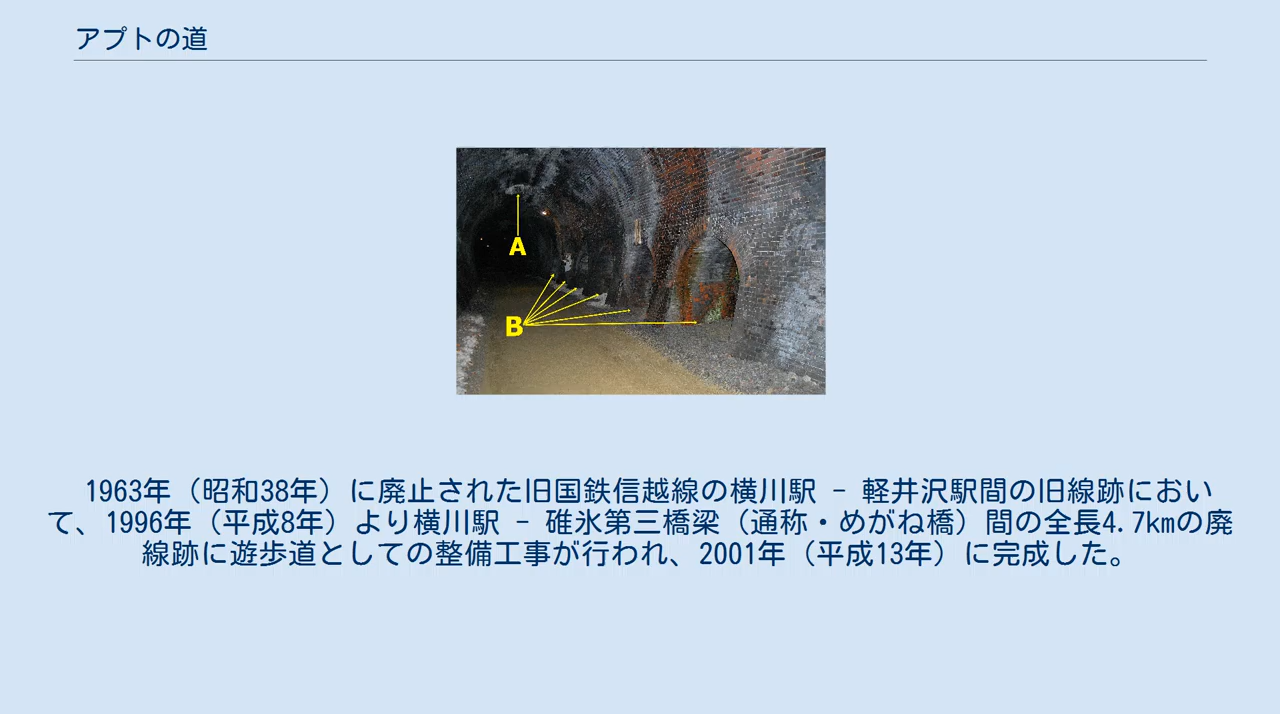 アプトの道
A
B
1963年（昭和38年）に廃止された旧国鉄信越線の横川駅 - 軽井沢駅間の旧線跡におい
て、1996年（平成8年）より横川駅 - 碓氷第三橋梁（通称・めがね橋）間の全長4.7kmの廃
線跡に遊歩道としての整備工事が行われ、2001年（平成13年）に完成した。